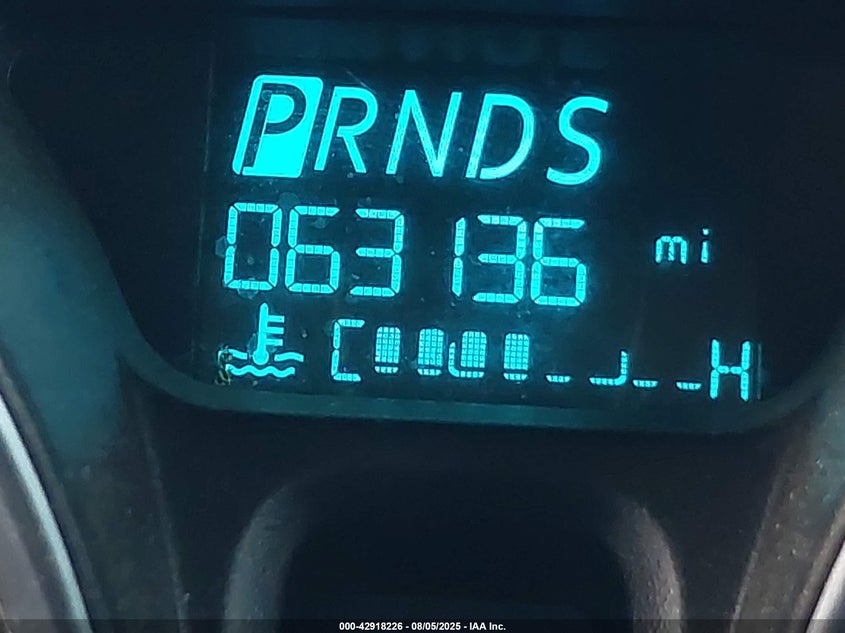 PRNDS
063136 mi
C H
000-42918226 - 08/05/2025 - IAA Inc.